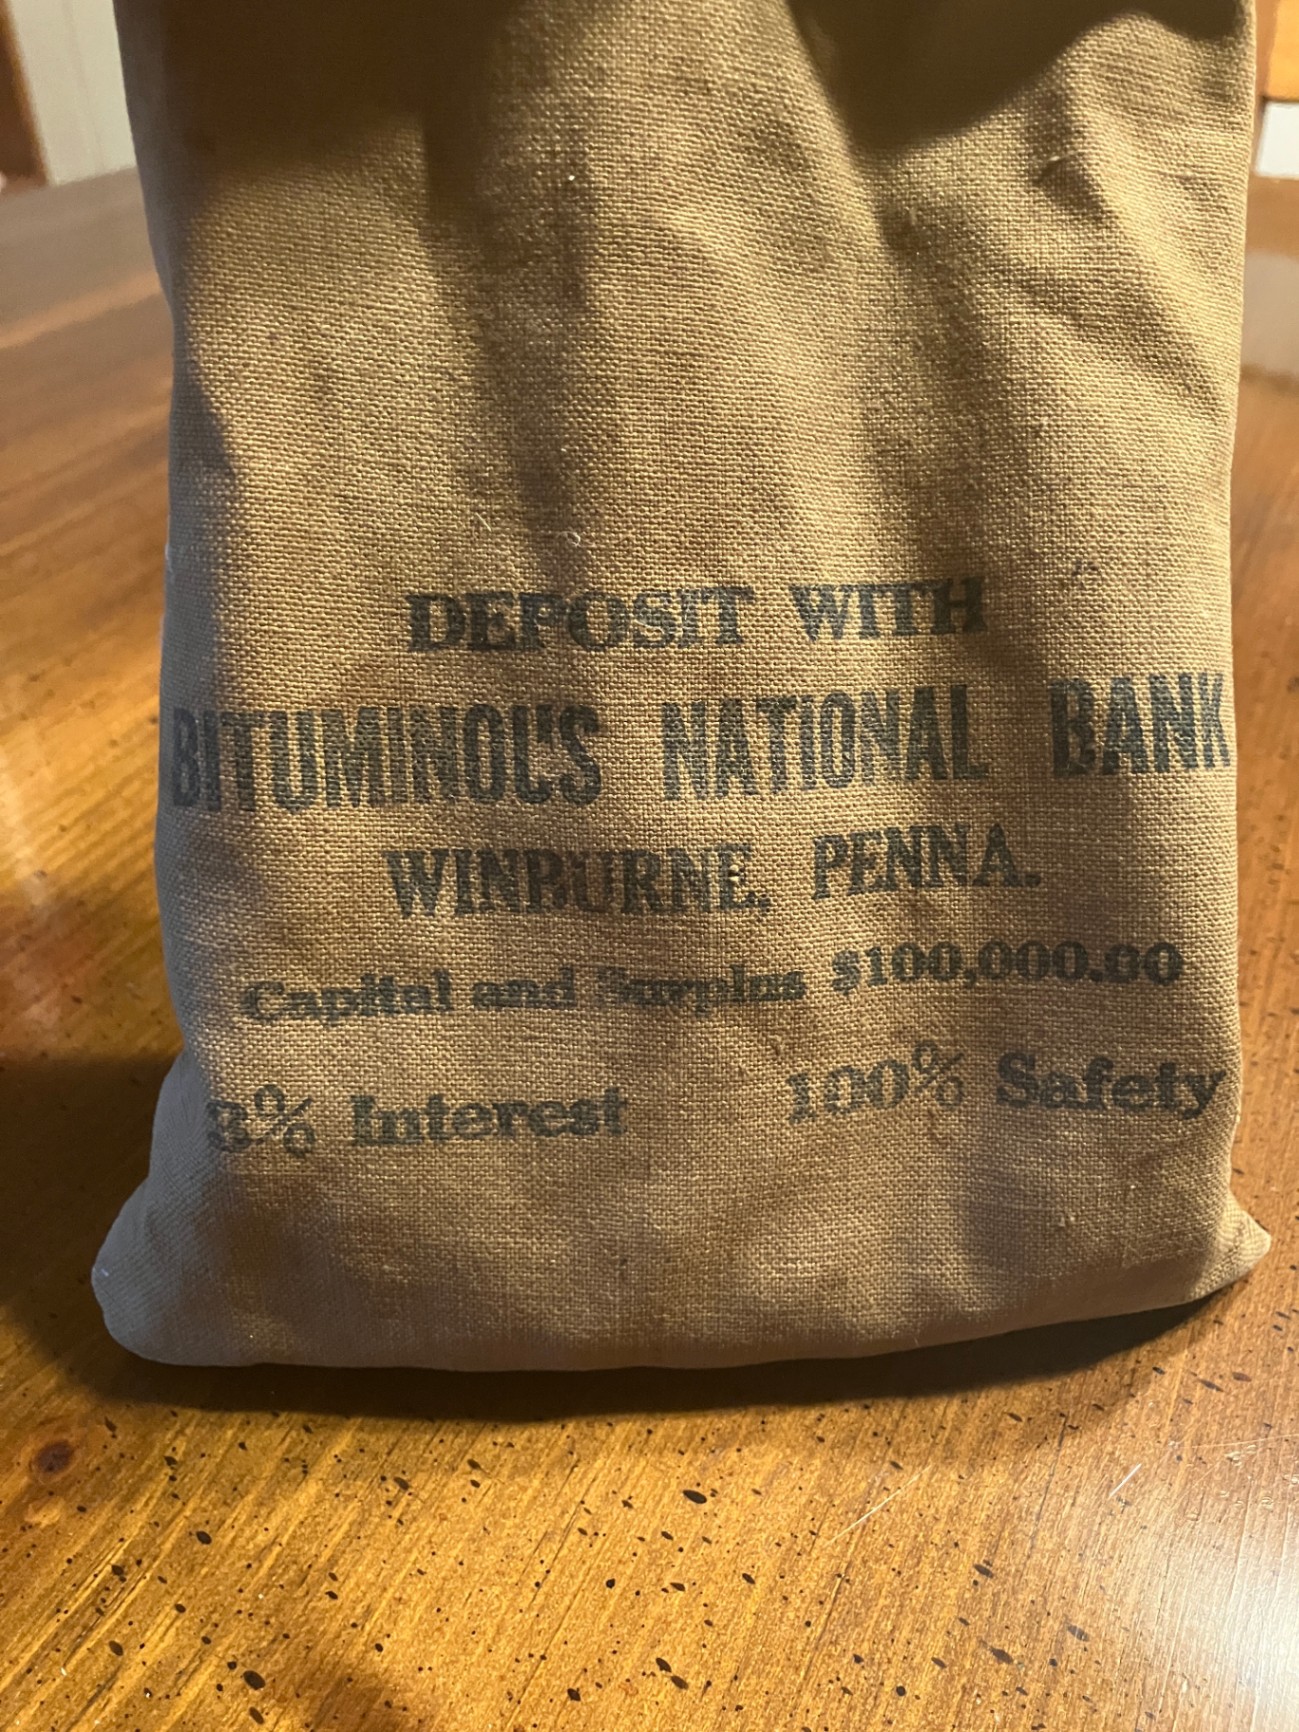 DEPOSIT WITH
BITUMINOUS NATIONAL BANK
WINBURNE, PENNA.
Capital and Surplus $100,000.00
3% Interest 100% Safety